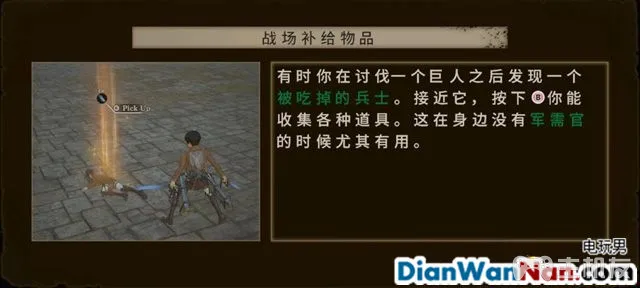 战场补给物品
Pick Up
有时你在讨伐一个巨人之后发现一个
被吃掉的兵士。接近它，按下B你能
收集各种道具。这在身边没有军需官
的时候尤其有用。
电玩男
DianWanNan.com